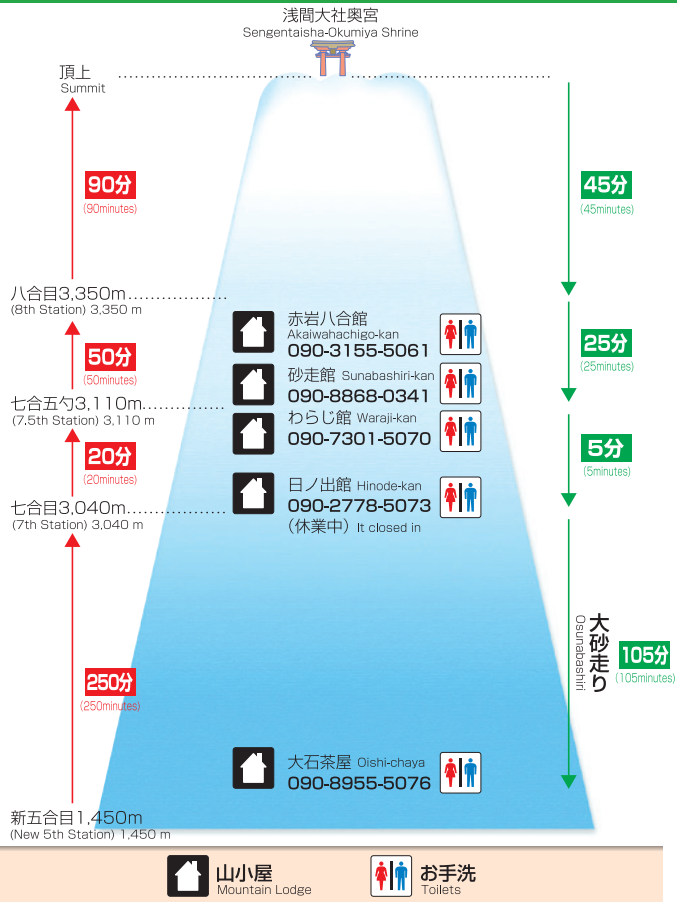 浅間大社奥宮
Sengentaisha-Okumiya Shrine
頂上
Summit
90分
(90minutes)
45分
(45minutes)
八合目3,350m
(8th Station) 3,350 m
赤岩八合館
Akaiwahachigo-kan
090-3155-5061
50分
(50minutes)
25分
(25minutes)
砂走館 Sunabashiri-kan
090-8868-0341
七合五勺3,110m
(7.5th Station) 3,110 m
わらじ館 Waraji-kan
090-7301-5070
20分
(20minutes)
5分
(5minutes)
日ノ出館 Hinode-kan
090-2778-5073
(休業中) It closed in
七合目3,040m
(7th Station) 3,040 m
250分
(250minutes)
大砂走り
Osunabashiri
105分
(105minutes)
大石茶屋 Oishi-chaya
090-8955-5076
新五合目1,450m
(New 5th Station) 1,450 m
山小屋
Mountain Lodge
お手洗
Toilets